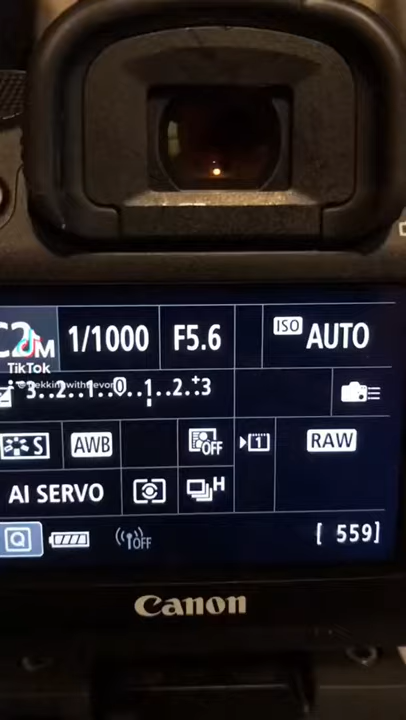 C2 M 1/1000 F5.6 ISO AUTO
TikTok
@trekkingwithtrevor
3..2..1..0..1..2.+3
S AWB OFF 1 RAW
AI SERVO H
Q OFF [ 559]
Canon